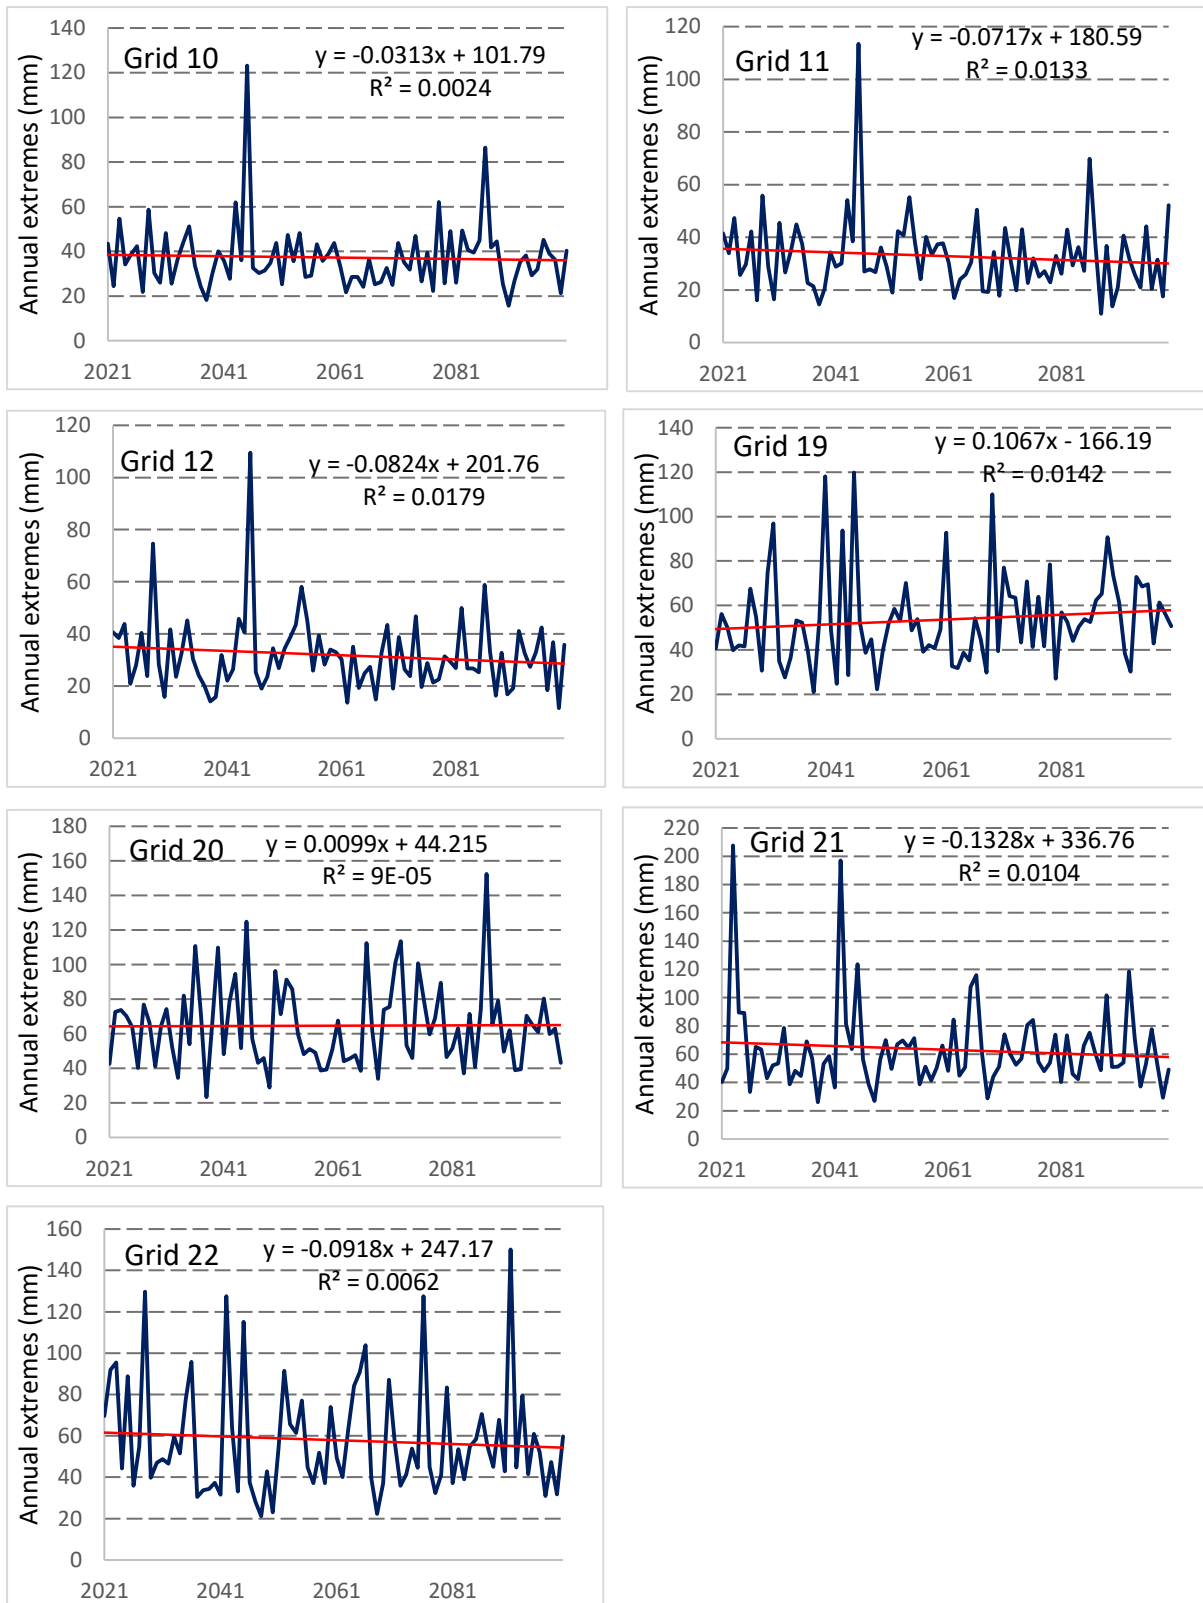 Grid 10
y = -0.0313x + 101.79
R² = 0.0024
Annual extremes (mm)
140
120
100
80
60
40
20
0
2021 2041 2061 2081
Grid 11
y = -0.0717x + 180.59
R² = 0.0133
Annual extremes (mm)
120
100
80
60
40
20
0
2021 2041 2061 2081
Grid 12
y = -0.0824x + 201.76
R² = 0.0179
Annual extremes (mm)
120
100
80
60
40
20
0
2021 2041 2061 2081
Grid 19
y = 0.1067x - 166.19
R² = 0.0142
Annual extremes (mm)
140
120
100
80
60
40
20
0
2021 2041 2061 2081
Grid 20
y = 0.0099x + 44.215
R² = 9E-05
Annual extremes (mm)
180
160
140
120
100
80
60
40
20
0
2021 2041 2061 2081
Grid 21
y = -0.1328x + 336.76
R² = 0.0104
Annual extremes (mm)
220
200
180
160
140
120
100
80
60
40
20
0
2021 2041 2061 2081
Grid 22
y = -0.0918x + 247.17
R² = 0.0062
Annual extremes (mm)
160
140
120
100
80
60
40
20
0
2021 2041 2061 2081